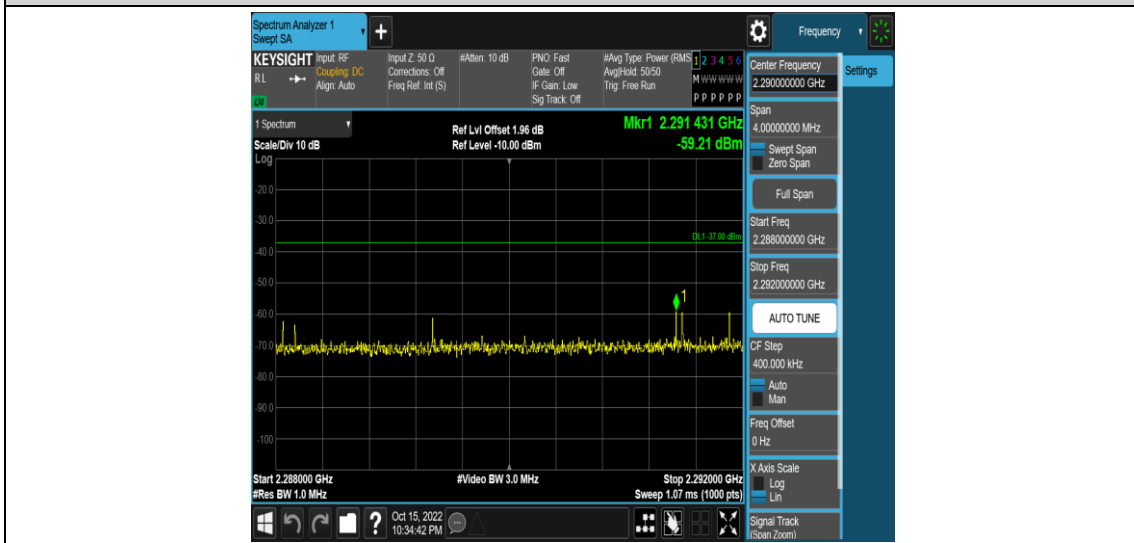 Spectrum Analyzer 1
Swept SA
+
Frequency
KEYSIGHT
RL
LXI
Input: RF
Coupling: DC
Align: Auto
Input Z: 50 Ω
Corrections: Off
Freq Ref: Int (S)
#Atten: 10 dB
PNO: Fast
Gate: Off
IF Gain: Low
Sig Track: Off
#Avg Type: Power (RMS
Avg|Hold: 50/50
Trig: Free Run
1 2 3 4 5 6
M W W W W W
P P P P P P
1 Spectrum
Scale/Div 10 dB
Ref Lvl Offset 1.96 dB
Ref Level -10.00 dBm
Mkr1 2.291 431 GHz
-59.21 dBm
Log
-20.0
-30.0
DL1 -37.00 dBm
-40.0
-50.0
1
-60.0
-70.0
-80.0
-90.0
-100
Start 2.288000 GHz
#Res BW 1.0 MHz
#Video BW 3.0 MHz
Stop 2.292000 GHz
Sweep 1.07 ms (1000 pts)
Center Frequency
2.290000000 GHz
Settings
Span
4.00000000 MHz
Swept Span
Zero Span
Full Span
Start Freq
2.288000000 GHz
Stop Freq
2.292000000 GHz
AUTO TUNE
CF Step
400.000 kHz
Auto
Man
Freq Offset
0 Hz
X Axis Scale
Log
Lin
Signal Track
(Span Zoom)
?
Oct 15, 2022
10:34:42 PM